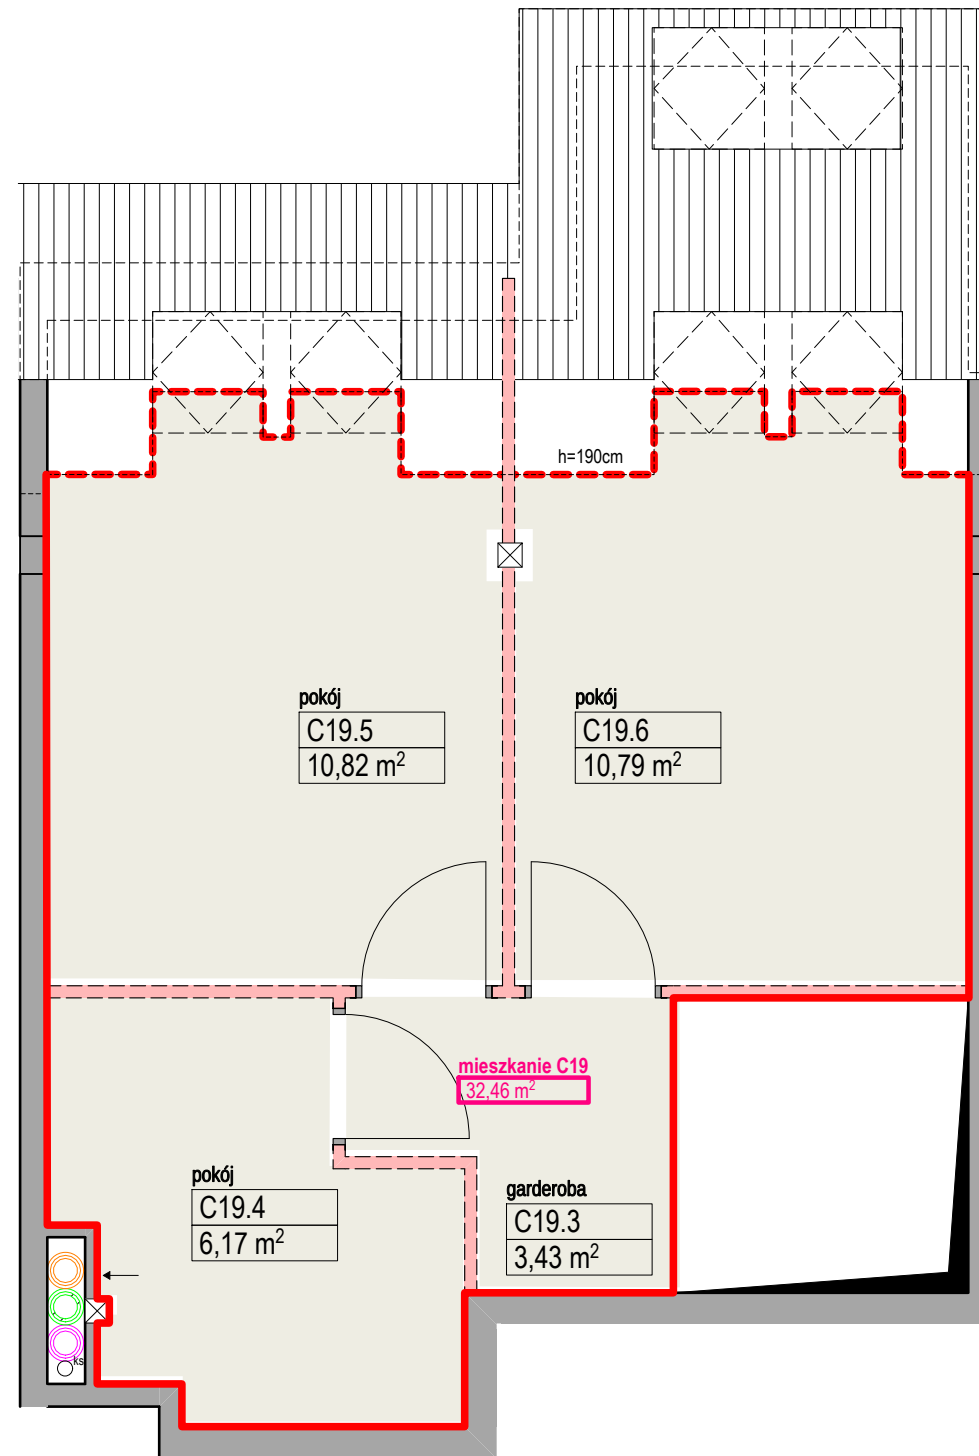 h=190cm
pokój
C19.5
10,82 m²
pokój
C19.6
10,79 m²
mieszkanie C19
32,46 m²
pokój
C19.4
6,17 m²
garderoba
C19.3
3,43 m²
ks